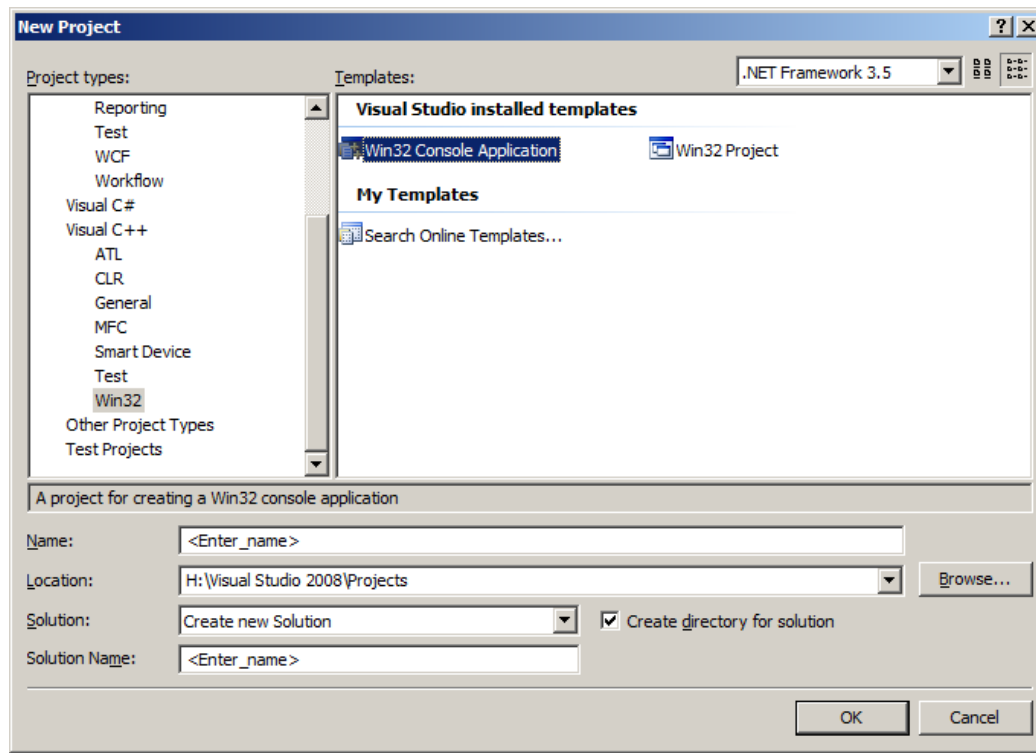 New Project
Project types:
Templates:
.NET Framework 3.5
Reporting
Test
WCF
Workflow
Visual C#
Visual C++
ATL
CLR
General
MFC
Smart Device
Test
Win32
Other Project Types
Test Projects
Visual Studio installed templates
Win32 Console Application
Win32 Project
My Templates
Search Online Templates...
A project for creating a Win32 console application
Name:
<Enter_name>
Location:
H:\Visual Studio 2008\Projects
Browse...
Solution:
Create new Solution
Create directory for solution
Solution Name:
<Enter_name>
OK
Cancel